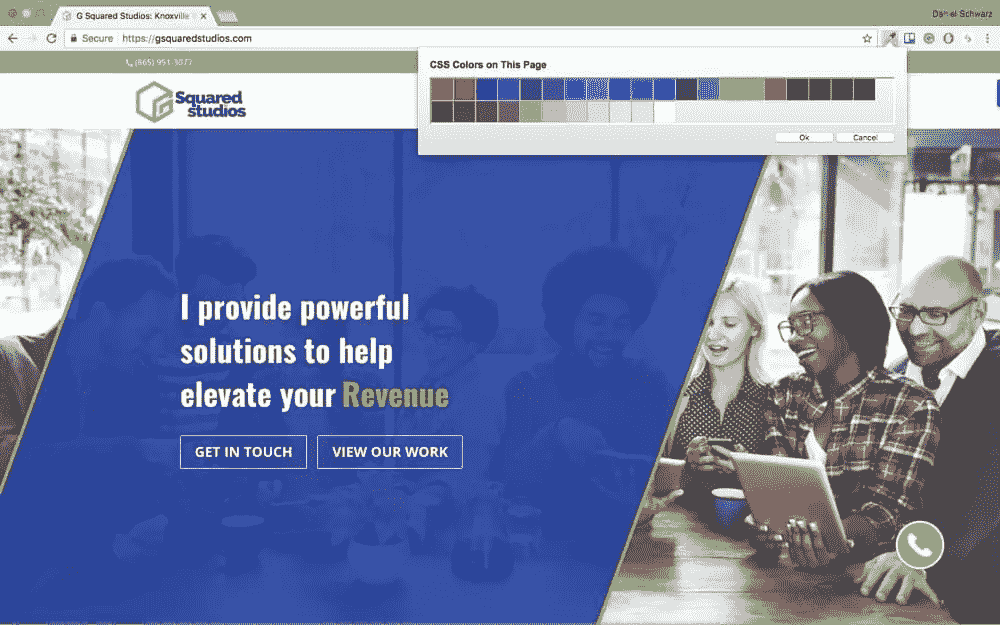 G Squared Studios: Knoxville
Daniel Schwarz
Secure https://gsquaredstudios.com
(865) 951-3077
CSS Colors on This Page
Ok Cancel
Squared
studios
I provide powerful
solutions to help
elevate your Revenue
GET IN TOUCH VIEW OUR WORK